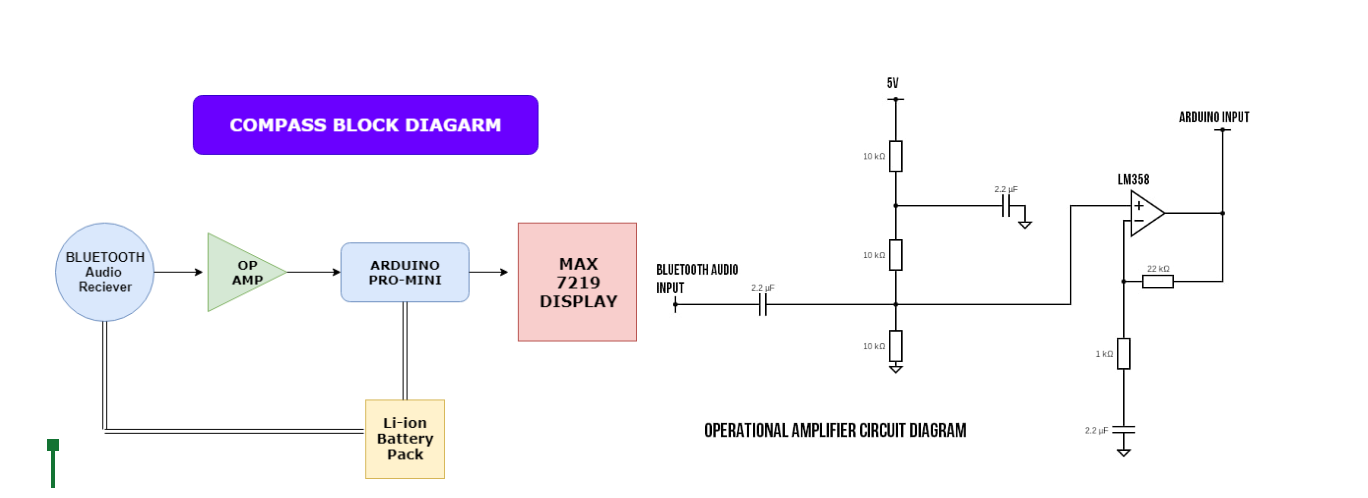 COMPASS BLOCK DIAGARM
BLUETOOTH
Audio
Reciever
OP
AMP
ARDUINO
PRO-MINI
MAX
7219
DISPLAY
Li-ion
Battery
Pack
5V
10 kΩ
2.2 µF
10 kΩ
BLUETOOTH AUDIO
INPUT
2.2 µF
10 kΩ
ARDUINO INPUT
LM358
+
−
22 kΩ
1 kΩ
2.2 µF
OPERATIONAL AMPLIFIER CIRCUIT DIAGRAM